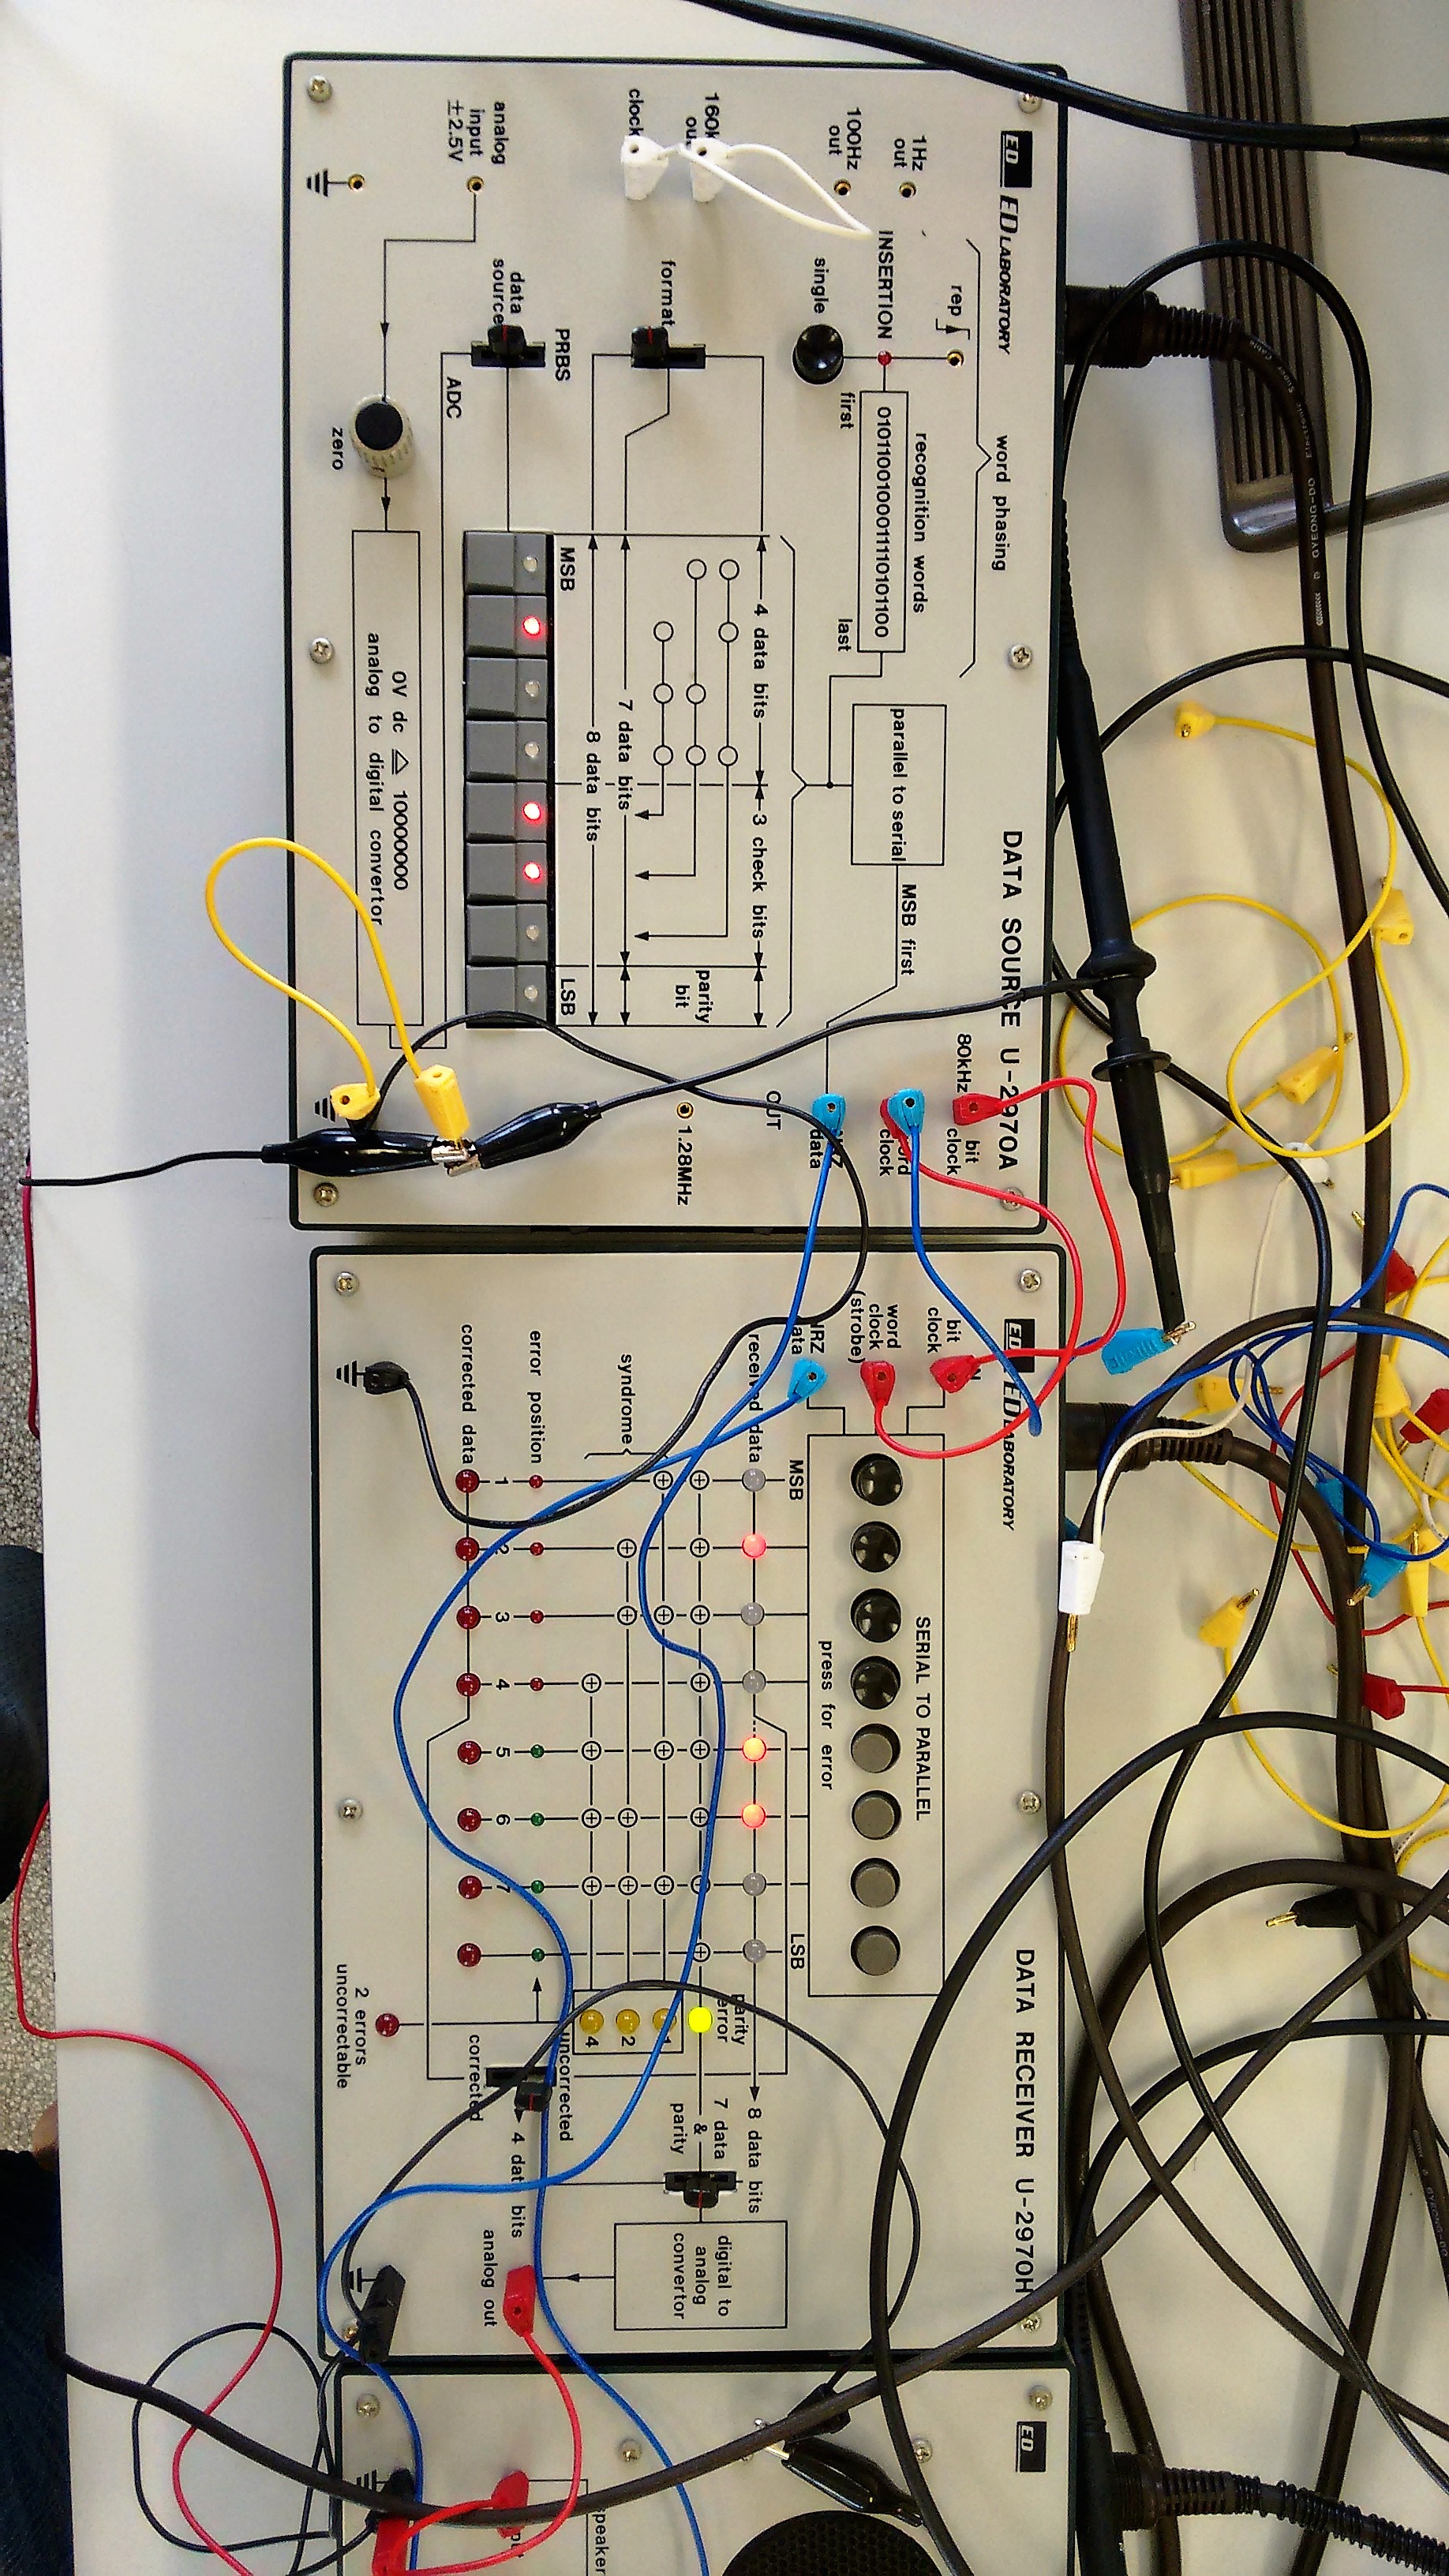 ED
ED LABORATORY
DATA SOURCE U-2970A
word phasing
1Hz
out
100Hz
out
rep
INSERTION
single
recognition words
010110010001111010101100
first
last
parallel to serial
MSB first
80kHz
bit
clock
clock
data
OUT
1.28MHz
clock
format
4 data bits
3 check bits
7 data bits
8 data bits
parity
bit
MSB
LSB
analog
input
±2.5V
data
source
PRBS
ADC
zero
0V dc ≙ 10000000
analog to digital convertor
ED
ED LABORATORY
DATA RECEIVER U-2970H
bit
clock
word
clock
(strobe)
SERIAL TO PARALLEL
press for error
MSB
LSB
received data
syndrome
error position
corrected data
1
2
3
4
5
6
7
parity
error
1
2
4
8 data bits
7 data
&
parity
uncorrected
corrected
4 data bits
2 errors
uncorrectable
digital to
analog
convertor
analog out
ED